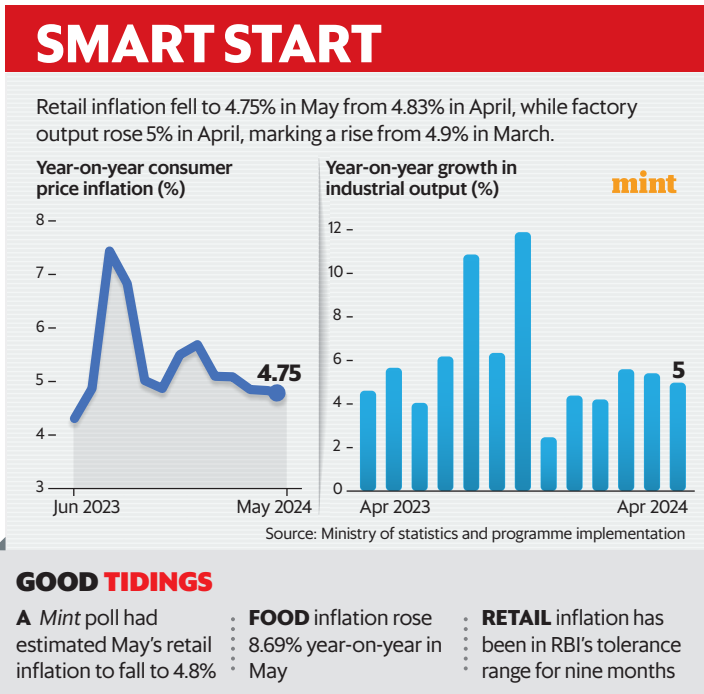 SMART START
Retail inflation fell to 4.75% in May from 4.83% in April, while factory
output rose 5% in April, marking a rise from 4.9% in March.
Year-on-year consumer
price inflation (%)
8
7
6
5
4
3
4.75
Jun 2023
May 2024
Year-on-year growth in
industrial output (%)
mint
12
10
8
6
4
2
0
5
Apr 2023
Apr 2024
Source: Ministry of statistics and programme implementation
GOOD TIDINGS
A Mint poll had
estimated May’s retail
inflation to fall to 4.8%
FOOD inflation rose
8.69% year-on-year in
May
RETAIL inflation has
been in RBI’s tolerance
range for nine months